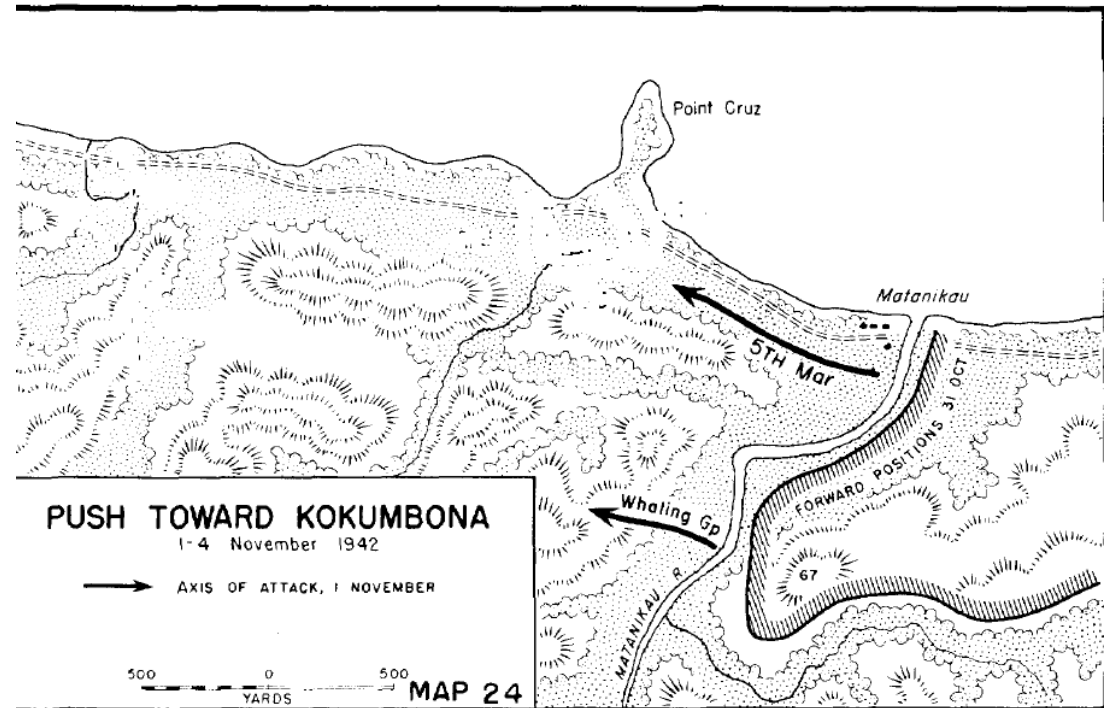 Point Cruz
Matanikau
5TH Mar
FORWARD POSITIONS 31 OCT
Whaling Gp
67
MATANIKAU R.
PUSH TOWARD KOKUMBONA
1-4 November 1942
AXIS OF ATTACK, 1 NOVEMBER
500 0 500
YARDS
MAP 24